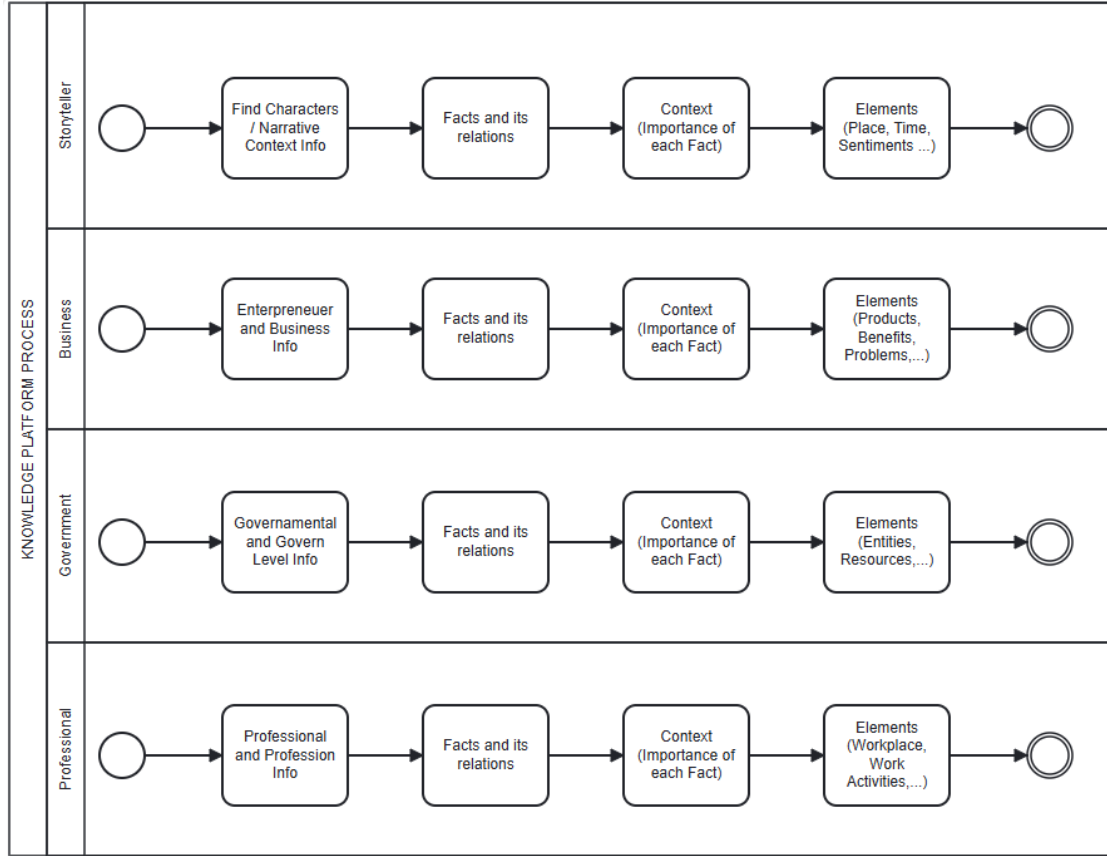 KNOWLEDGE PLATFORM PROCESS
Storyteller
Find Characters
/ Narrative
Context Info
Facts and its
relations
Context
(Importance of
each Fact)
Elements
(Place, Time,
Sentiments ...)
Business
Enterpreneuer
and Business
Info
Facts and its
relations
Context
(Importance of
each Fact)
Elements
(Products,
Benefits,
Problems,...)
Government
Governamental
and Govern
Level Info
Facts and its
relations
Context
(Importance of
each Fact)
Elements
(Entities,
Resources,...)
Professional
Professional
and Profession
Info
Facts and its
relations
Context
(Importance of
each Fact)
Elements
(Workplace,
Work
Activities,...)